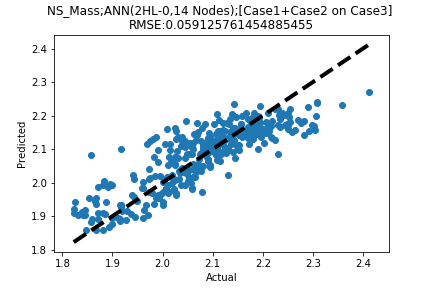 NS_Mass;ANN(2HL-0,14 Nodes);[Case1+Case2 on Case3]
RMSE:0.059125761454885455
2.4
2.3
2.2
2.1
2.0
1.9
1.8
Predicted
1.8 1.9 2.0 2.1 2.2 2.3 2.4
Actual